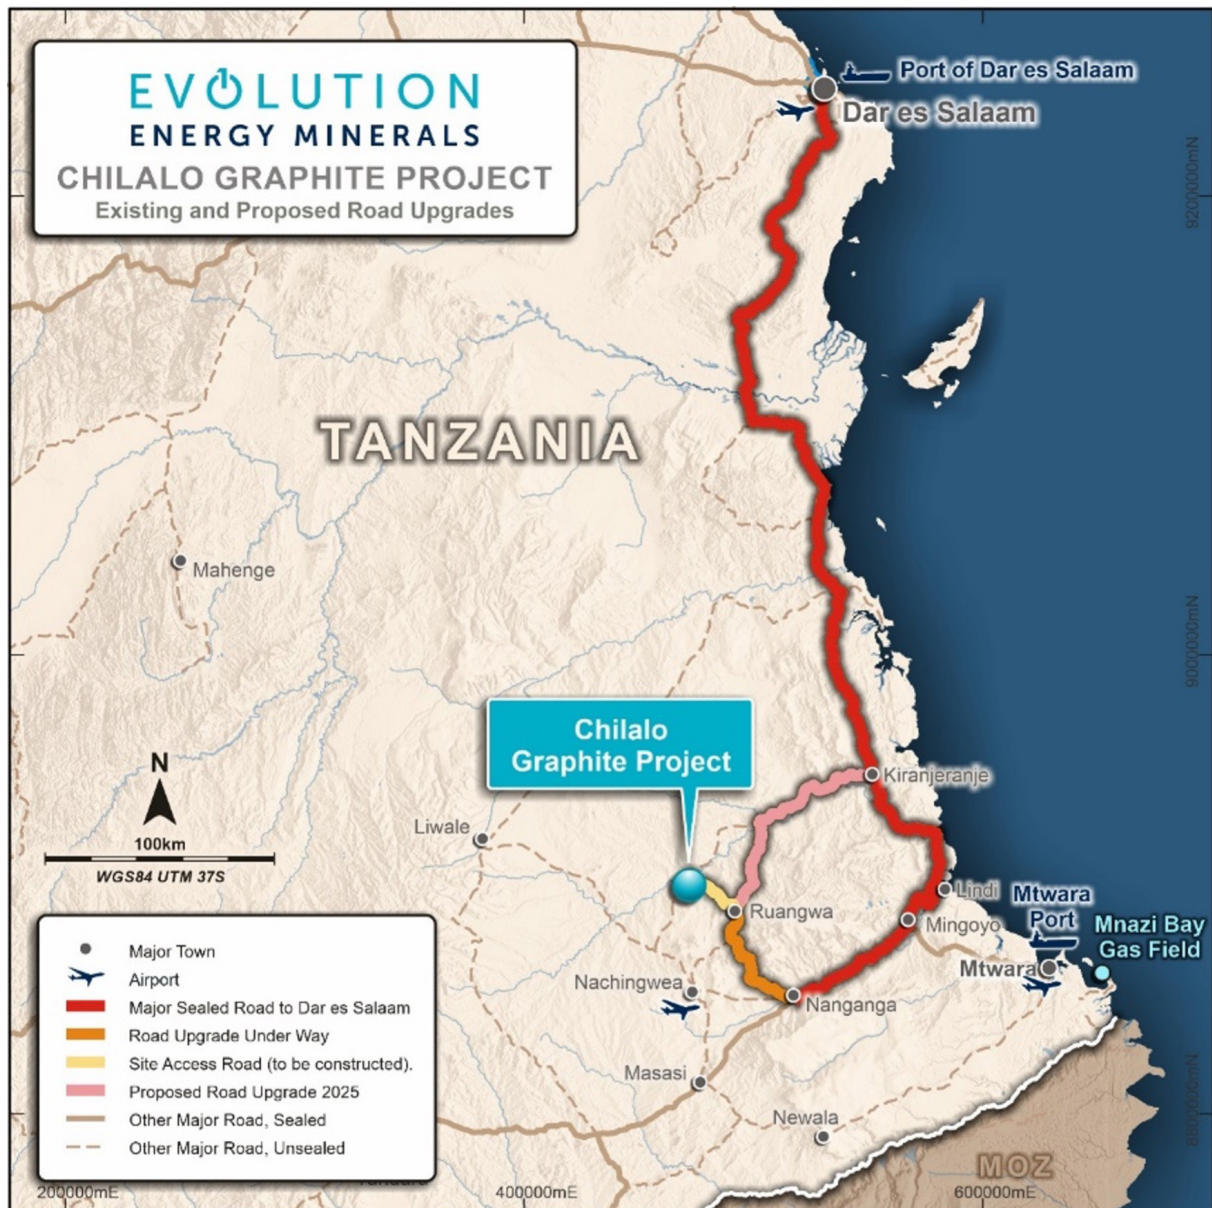 EVOLUTION
ENERGY MINERALS
CHILALO GRAPHITE PROJECT
Existing and Proposed Road Upgrades
Port of Dar es Salaam
Dar es Salaam
9200000mN
TANZANIA
Mahenge
9000000mN
Chilalo
Graphite Project
Kiranjeranje
N
100km
WGS84 UTM 37S
Liwale
Lindi
Ruangwa
Mingoyo
Mtwara
Port
Mnazi Bay
Gas Field
Mtwara
Nachingwea
Nanganga
Masasi
Newala
8800000mN
MOZ
Major Town
Airport
Major Sealed Road to Dar es Salaam
Road Upgrade Under Way
Site Access Road (to be constructed).
Proposed Road Upgrade 2025
Other Major Road, Sealed
Other Major Road, Unsealed
200000mE
400000mE
600000mE